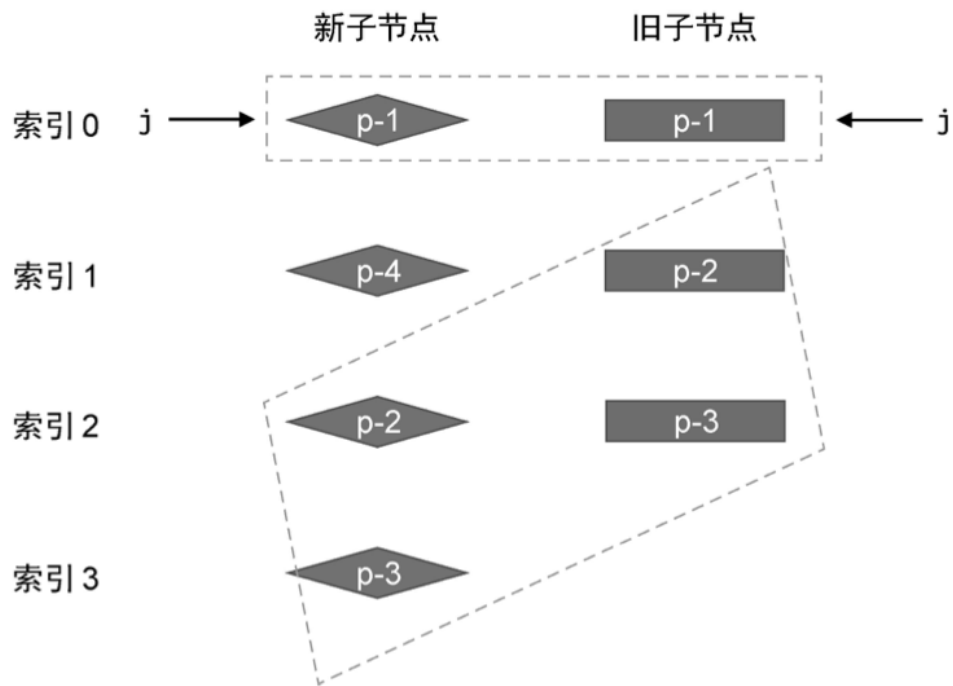 新子节点 旧子节点
索引 0 j p-1 p-1 j
索引 1 p-4 p-2
索引 2 p-2 p-3
索引 3 p-3